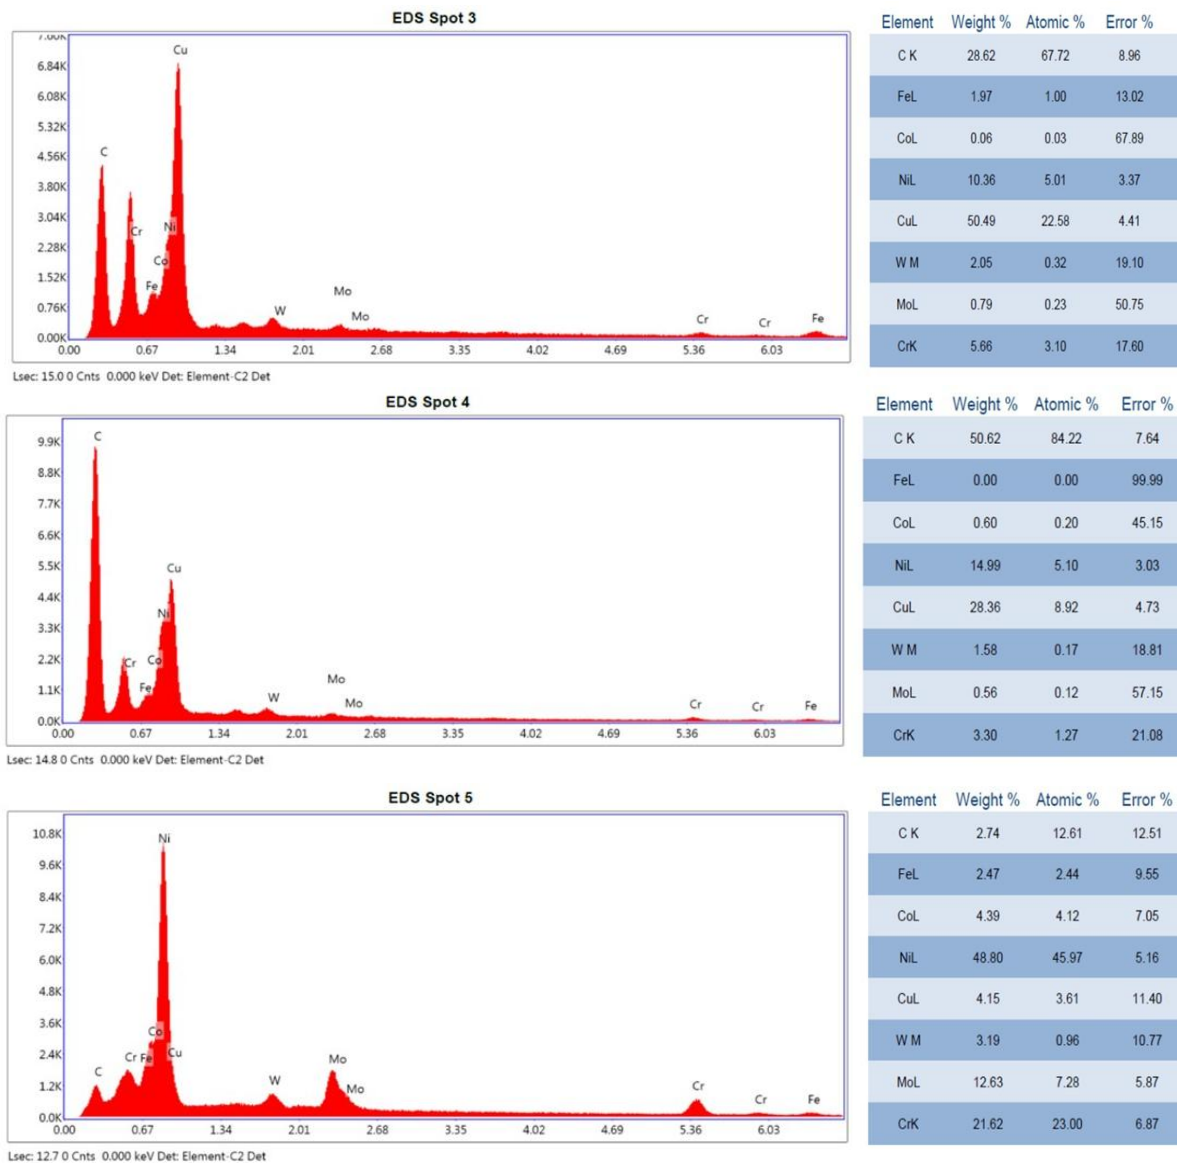 EDS Spot 3
7.00K
6.84K
6.08K
5.32K
4.56K
3.80K
3.04K
2.28K
1.52K
0.76K
0.00K
C
Cr
Fe
Co
Ni
Cu
W
Mo
Mo
Cr
Cr
Fe
0.00 0.67 1.34 2.01 2.68 3.35 4.02 4.69 5.36 6.03
Lsec: 15.0 0 Cnts 0.000 keV Det: Element-C2 Det
Element Weight % Atomic % Error %
C K 28.62 67.72 8.96
FeL 1.97 1.00 13.02
CoL 0.06 0.03 67.89
NiL 10.36 5.01 3.37
CuL 50.49 22.58 4.41
W M 2.05 0.32 19.10
MoL 0.79 0.23 50.75
CrK 5.66 3.10 17.60
EDS Spot 4
9.9K
8.8K
7.7K
6.6K
5.5K
4.4K
3.3K
2.2K
1.1K
0.0K
C
Cr
Fe
Co
Ni
Cu
W
Mo
Mo
Cr
Cr
Fe
0.00 0.67 1.34 2.01 2.68 3.35 4.02 4.69 5.36 6.03
Lsec: 14.8 0 Cnts 0.000 keV Det: Element-C2 Det
Element Weight % Atomic % Error %
C K 50.62 84.22 7.64
FeL 0.00 0.00 99.99
CoL 0.60 0.20 45.15
NiL 14.99 5.10 3.03
CuL 28.36 8.92 4.73
W M 1.58 0.17 18.81
MoL 0.56 0.12 57.15
CrK 3.30 1.27 21.08
EDS Spot 5
10.8K
9.6K
8.4K
7.2K
6.0K
4.8K
3.6K
2.4K
1.2K
0.0K
C
Cr
Fe
Co
Ni
Cu
W
Mo
Mo
Cr
Cr
Fe
0.00 0.67 1.34 2.01 2.68 3.35 4.02 4.69 5.36 6.03
Lsec: 12.7 0 Cnts 0.000 keV Det: Element-C2 Det
Element Weight % Atomic % Error %
C K 2.74 12.61 12.51
FeL 2.47 2.44 9.55
CoL 4.39 4.12 7.05
NiL 48.80 45.97 5.16
CuL 4.15 3.61 11.40
W M 3.19 0.96 10.77
MoL 12.63 7.28 5.87
CrK 21.62 23.00 6.87